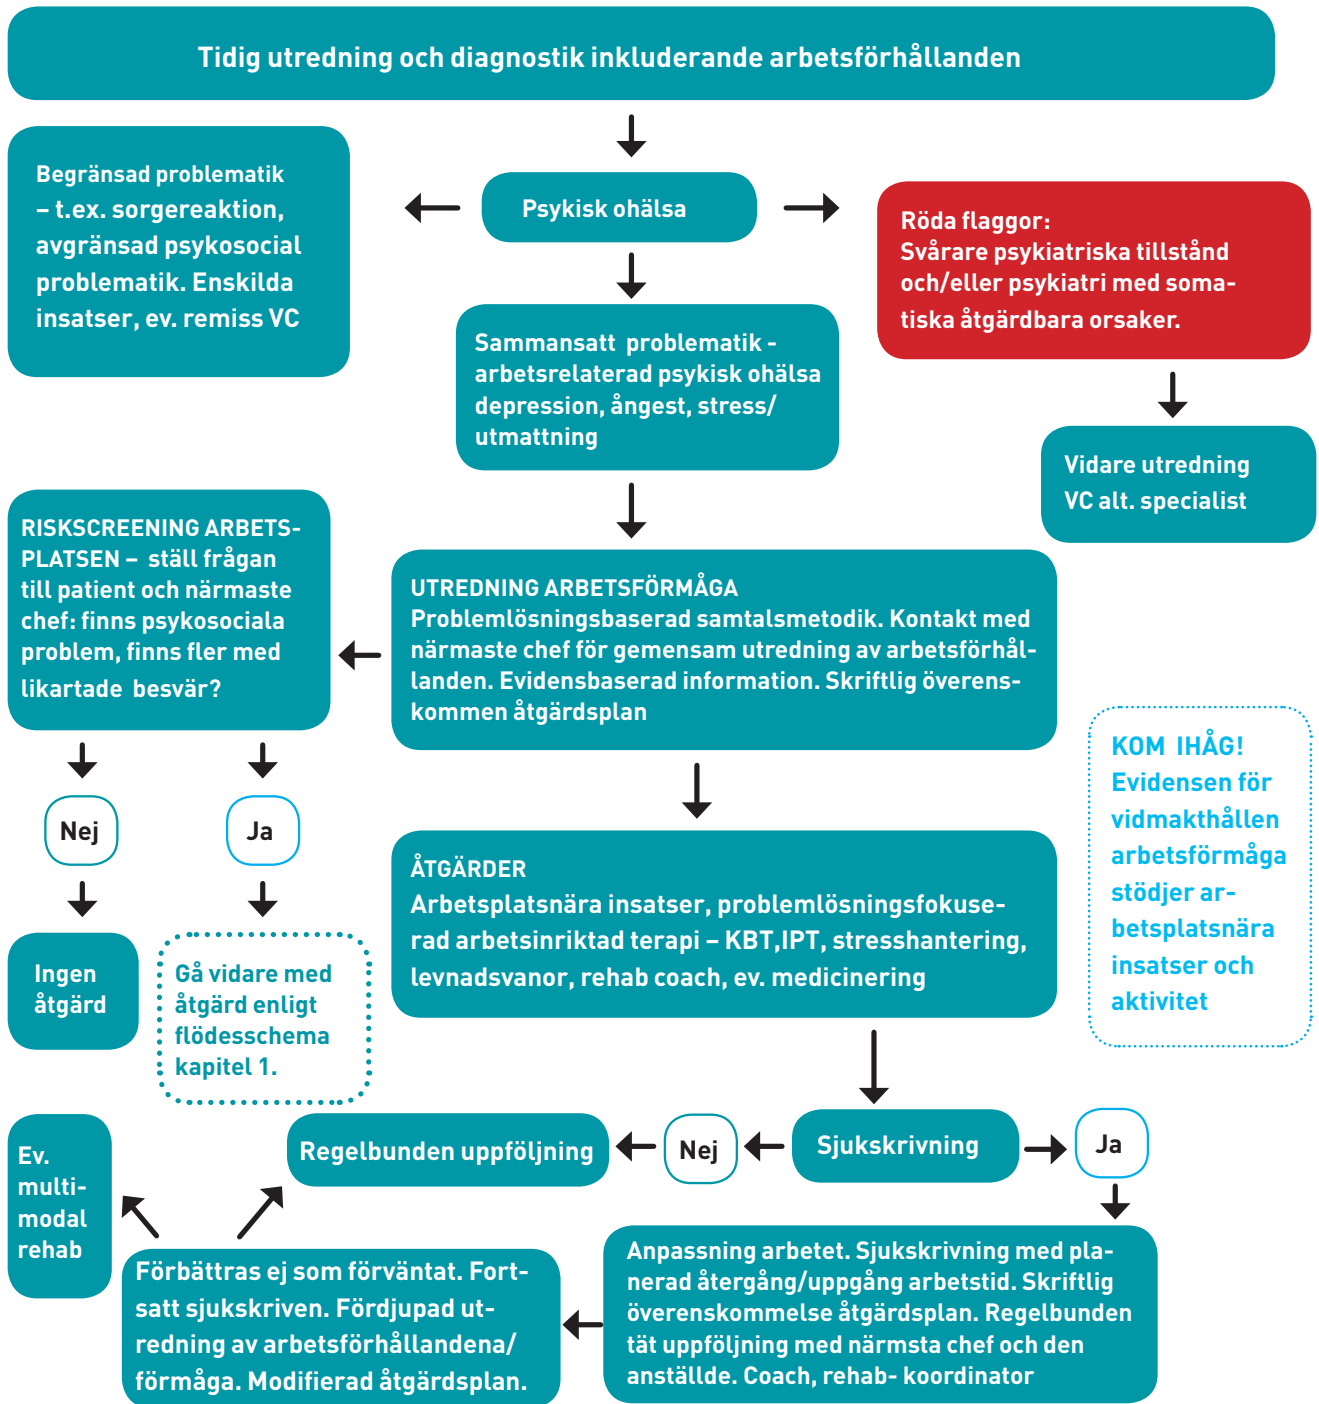 Tidig utredning och diagnostik inkluderande arbetsförhållanden
Begränsad problematik
– t.ex. sorgereaktion,
avgränsad psykosocial
problematik. Enskilda
insatser, ev. remiss VC
Psykisk ohälsa
Röda flaggor:
Svårare psykiatriska tillstånd
och/eller psykiatri med soma-
tiska åtgärdbara orsaker.
Sammansatt problematik -
arbetsrelaterad psykisk ohälsa
depression, ångest, stress/
utmattning
Vidare utredning
VC alt. specialist
RISKSCREENING ARBETS-
PLATSEN – ställ frågan
till patient och närmaste
chef: finns psykosociala
problem, finns fler med
likartade besvär?
UTREDNING ARBETSFÖRMÅGA
Problemlösningsbaserad samtalsmetodik. Kontakt med
närmaste chef för gemensam utredning av arbetsförhål-
landen. Evidensbaserad information. Skriftlig överens-
kommen åtgärdsplan
KOM IHÅG!
Evidensen för
vidmakthållen
arbetsförmåga
stödjer ar-
betsplatsnära
insatser och
aktivitet
Nej
Ja
ÅTGÄRDER
Arbetsplatsnära insatser, problemlösningsfokuse-
rad arbetsinriktad terapi – KBT,IPT, stresshantering,
levnadsvanor, rehab coach, ev. medicinering
Ingen
åtgärd
Gå vidare med
åtgärd enligt
flödesschema
kapitel 1.
Ev.
multi-
modal
rehab
Regelbunden uppföljning
Nej
Sjukskrivning
Ja
Förbättras ej som förväntat. Fort-
satt sjukskriven. Fördjupad ut-
redning av arbetsförhållandena/
förmåga. Modifierad åtgärdsplan.
Anpassning arbetet. Sjukskrivning med pla-
nerad återgång/uppgång arbetstid. Skriftlig
överenskommelse åtgärdsplan. Regelbunden
tät uppföljning med närmsta chef och den
anställde. Coach, rehab- koordinator